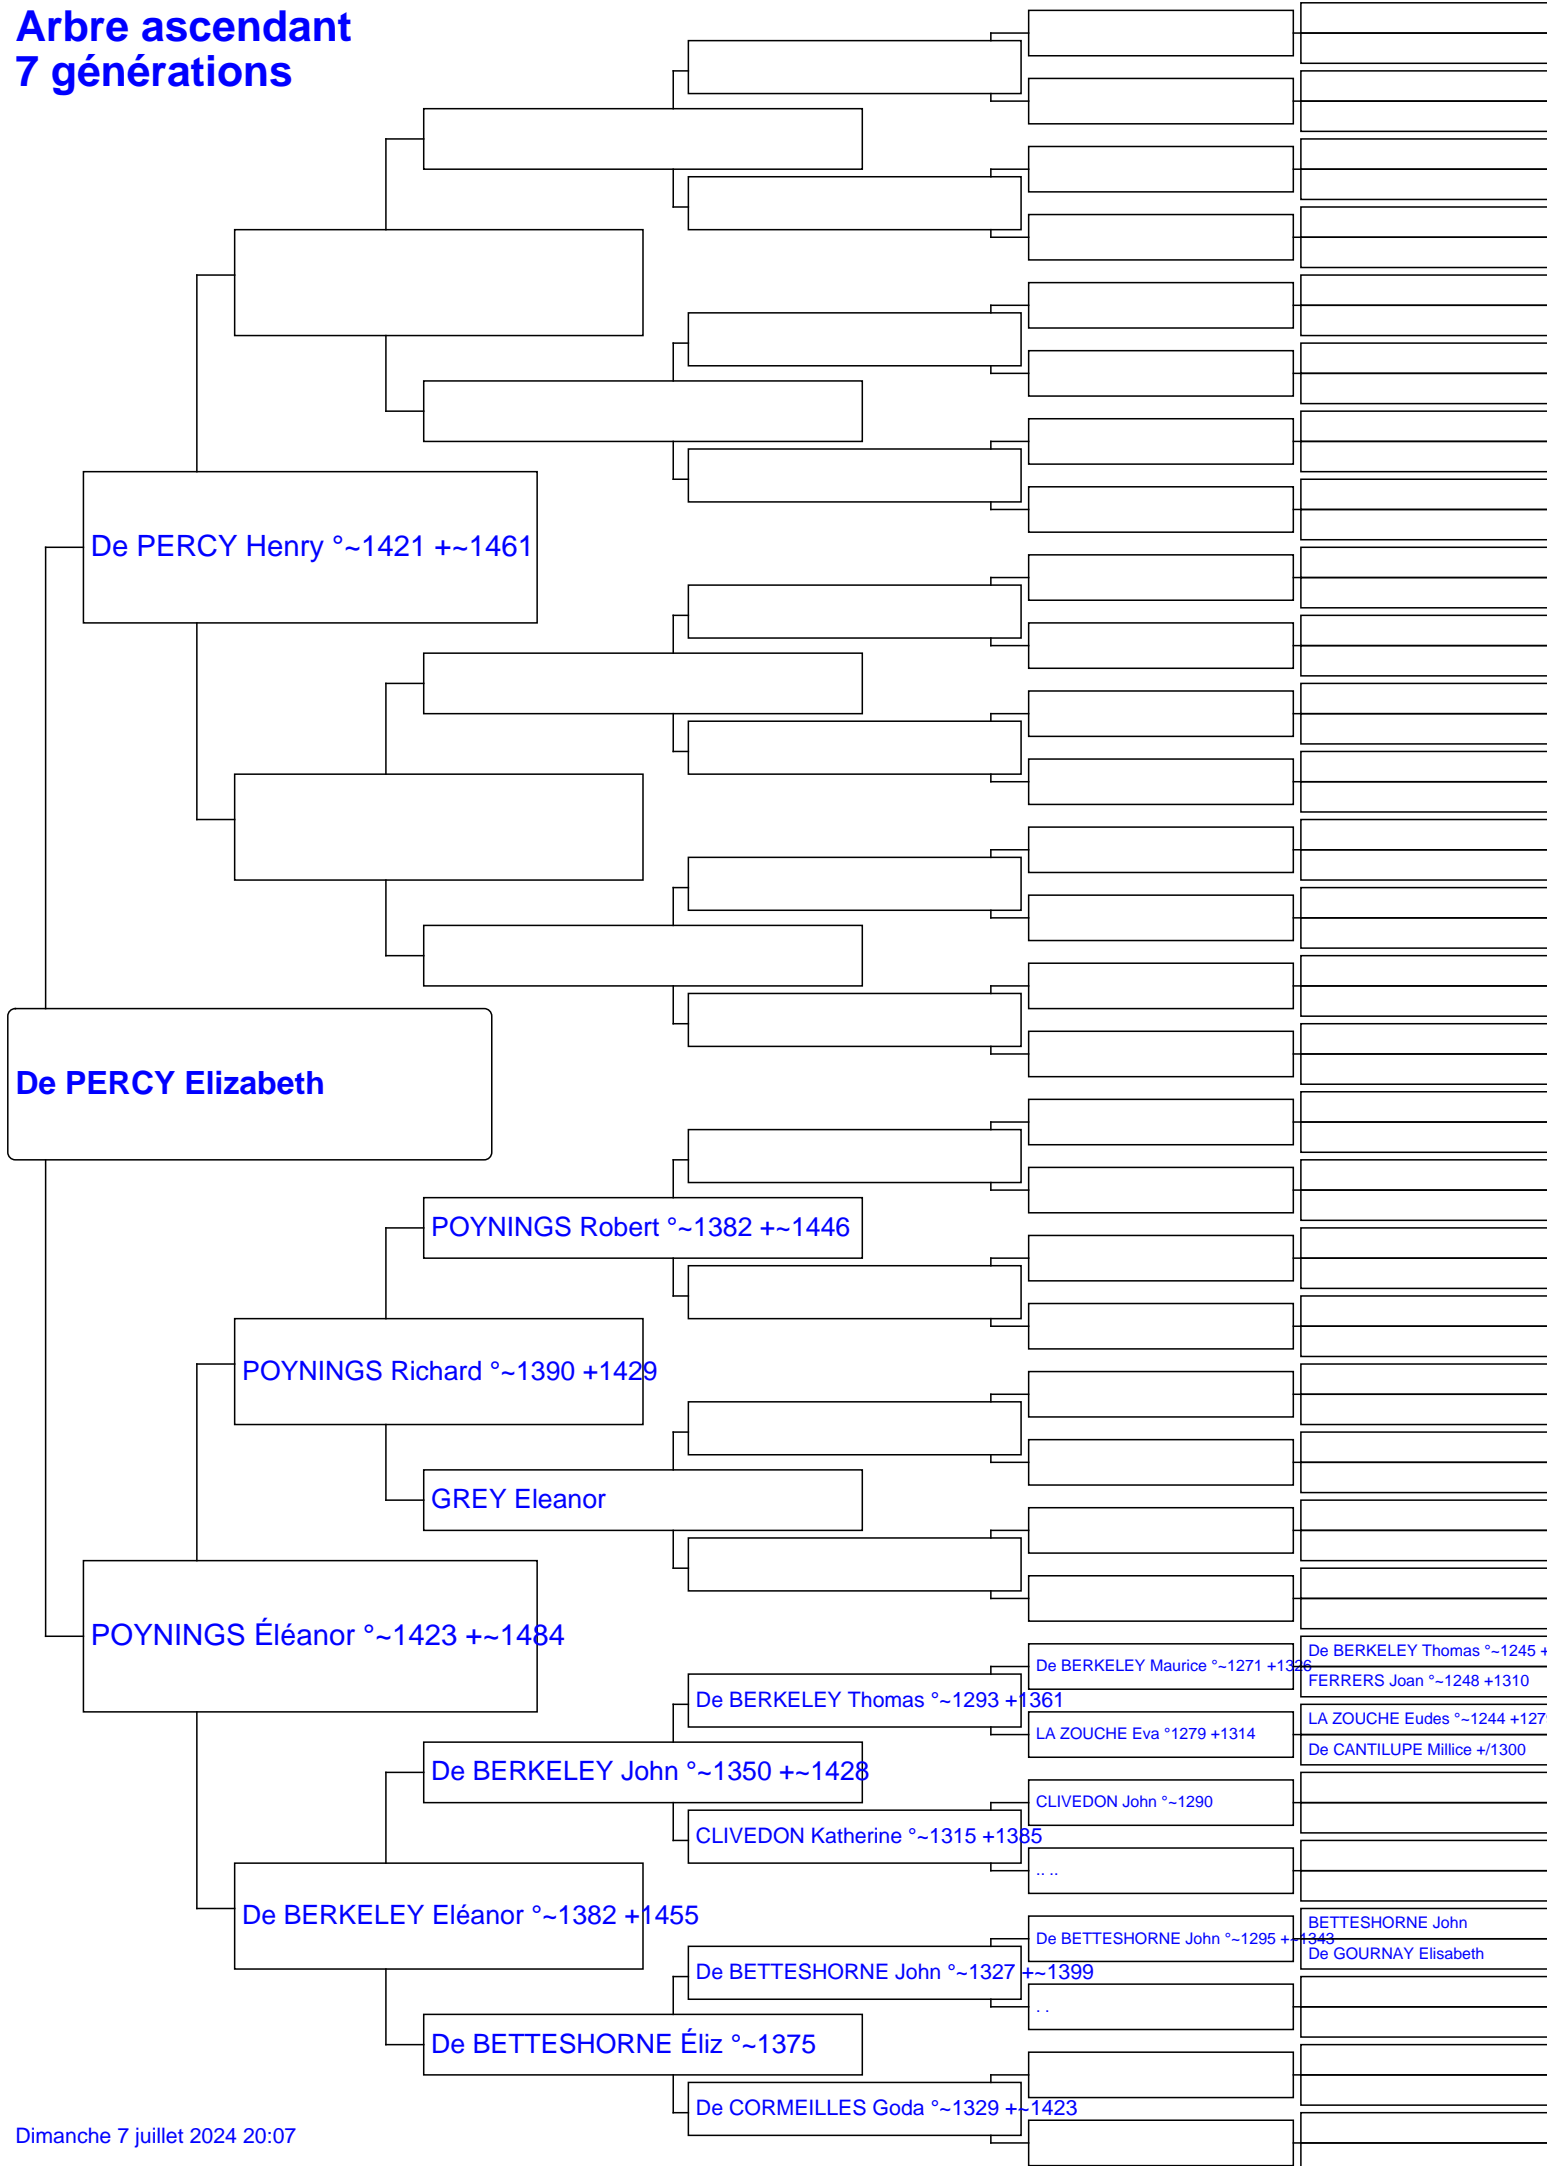 Arbre ascendant
7 générations
De PERCY Henry °~1421 +~1461
De PERCY Elizabeth
POYNINGS Robert °~1382 +~1446
POYNINGS Richard °~1390 +1429
GREY Eleanor
POYNINGS Éléanor °~1423 +~1484
De BERKELEY Thomas °~1245 +
De BERKELEY Maurice °~1271 +1326
FERRERS Joan °~1248 +1310
De BERKELEY Thomas °~1293 +1361
LA ZOUCHE Eudes °~1244 +127
LA ZOUCHE Eva °1279 +1314
De CANTILUPE Millice +/1300
De BERKELEY John °~1350 +~1428
CLIVEDON John °~1290
CLIVEDON Katherine °~1315 +1385
.. ..
De BERKELEY Eléanor °~1382 +1455
BETTESHORNE John
De BETTESHORNE John °~1295 +~1343
De GOURNAY Elisabeth
De BETTESHORNE John °~1327 +~1399
. .
De BETTESHORNE Éliz °~1375
De CORMEILLES Goda °~1329 +~1423
Dimanche 7 juillet 2024 20:07